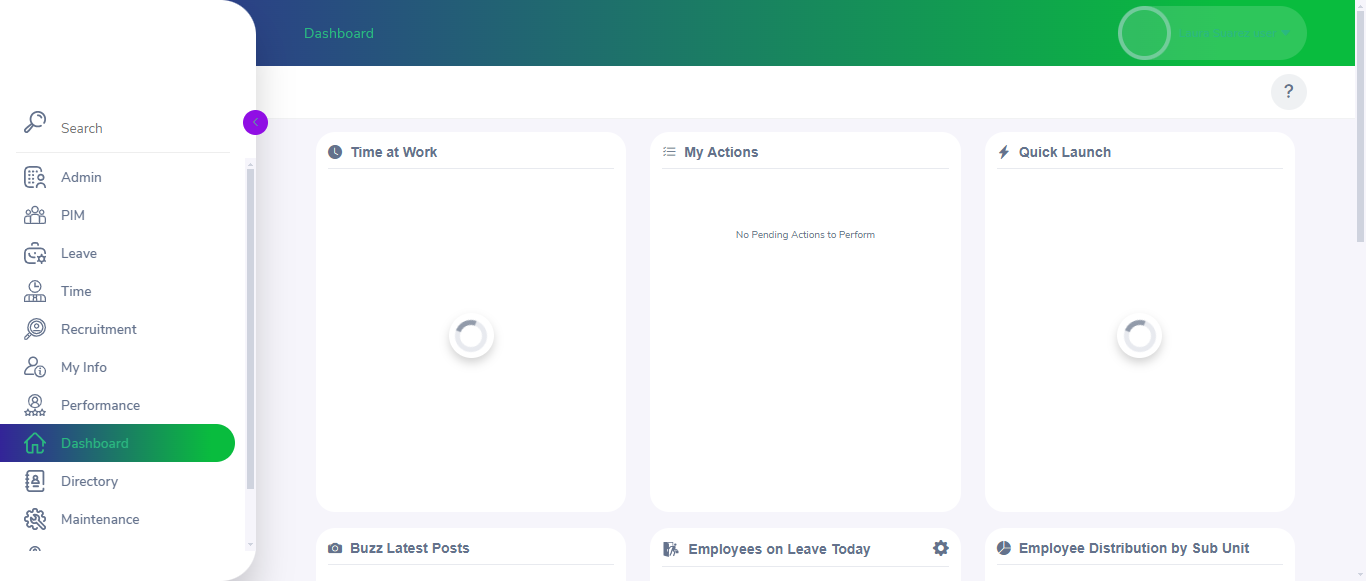 Dashboard
?
Search
Admin
PIM
Leave
Time
Recruitment
My Info
Performance
Dashboard
Directory
Maintenance
Time at Work
My Actions
No Pending Actions to Perform
Quick Launch
Buzz Latest Posts
Employees on Leave Today
Employee Distribution by Sub Unit